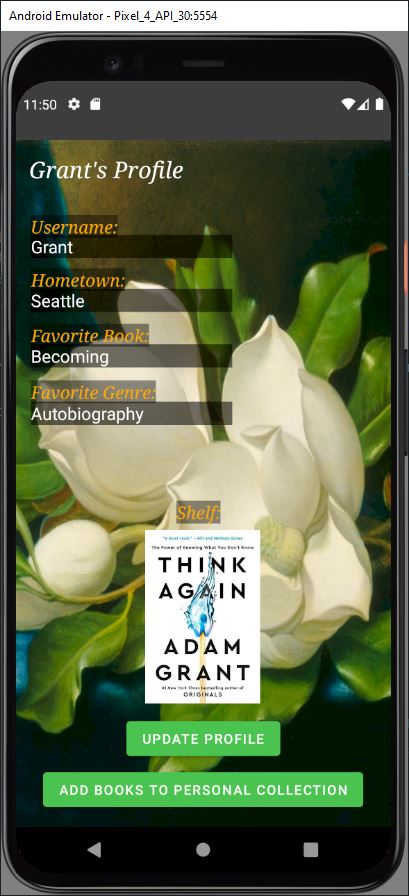 Android Emulator - Pixel_4_API_30:5554
11:50
Grant's Profile
Username:
Grant
Hometown:
Seattle
Favorite Book:
Becoming
Favorite Genre:
Autobiography
Shelf:
"A must read." —Bill and Melinda Gates
The Power of Knowing What You Don't Know
THINK
AGAIN
ADAM
GRANT
#1 New York Times bestselling author of
ORIGINALS
UPDATE PROFILE
ADD BOOKS TO PERSONAL COLLECTION